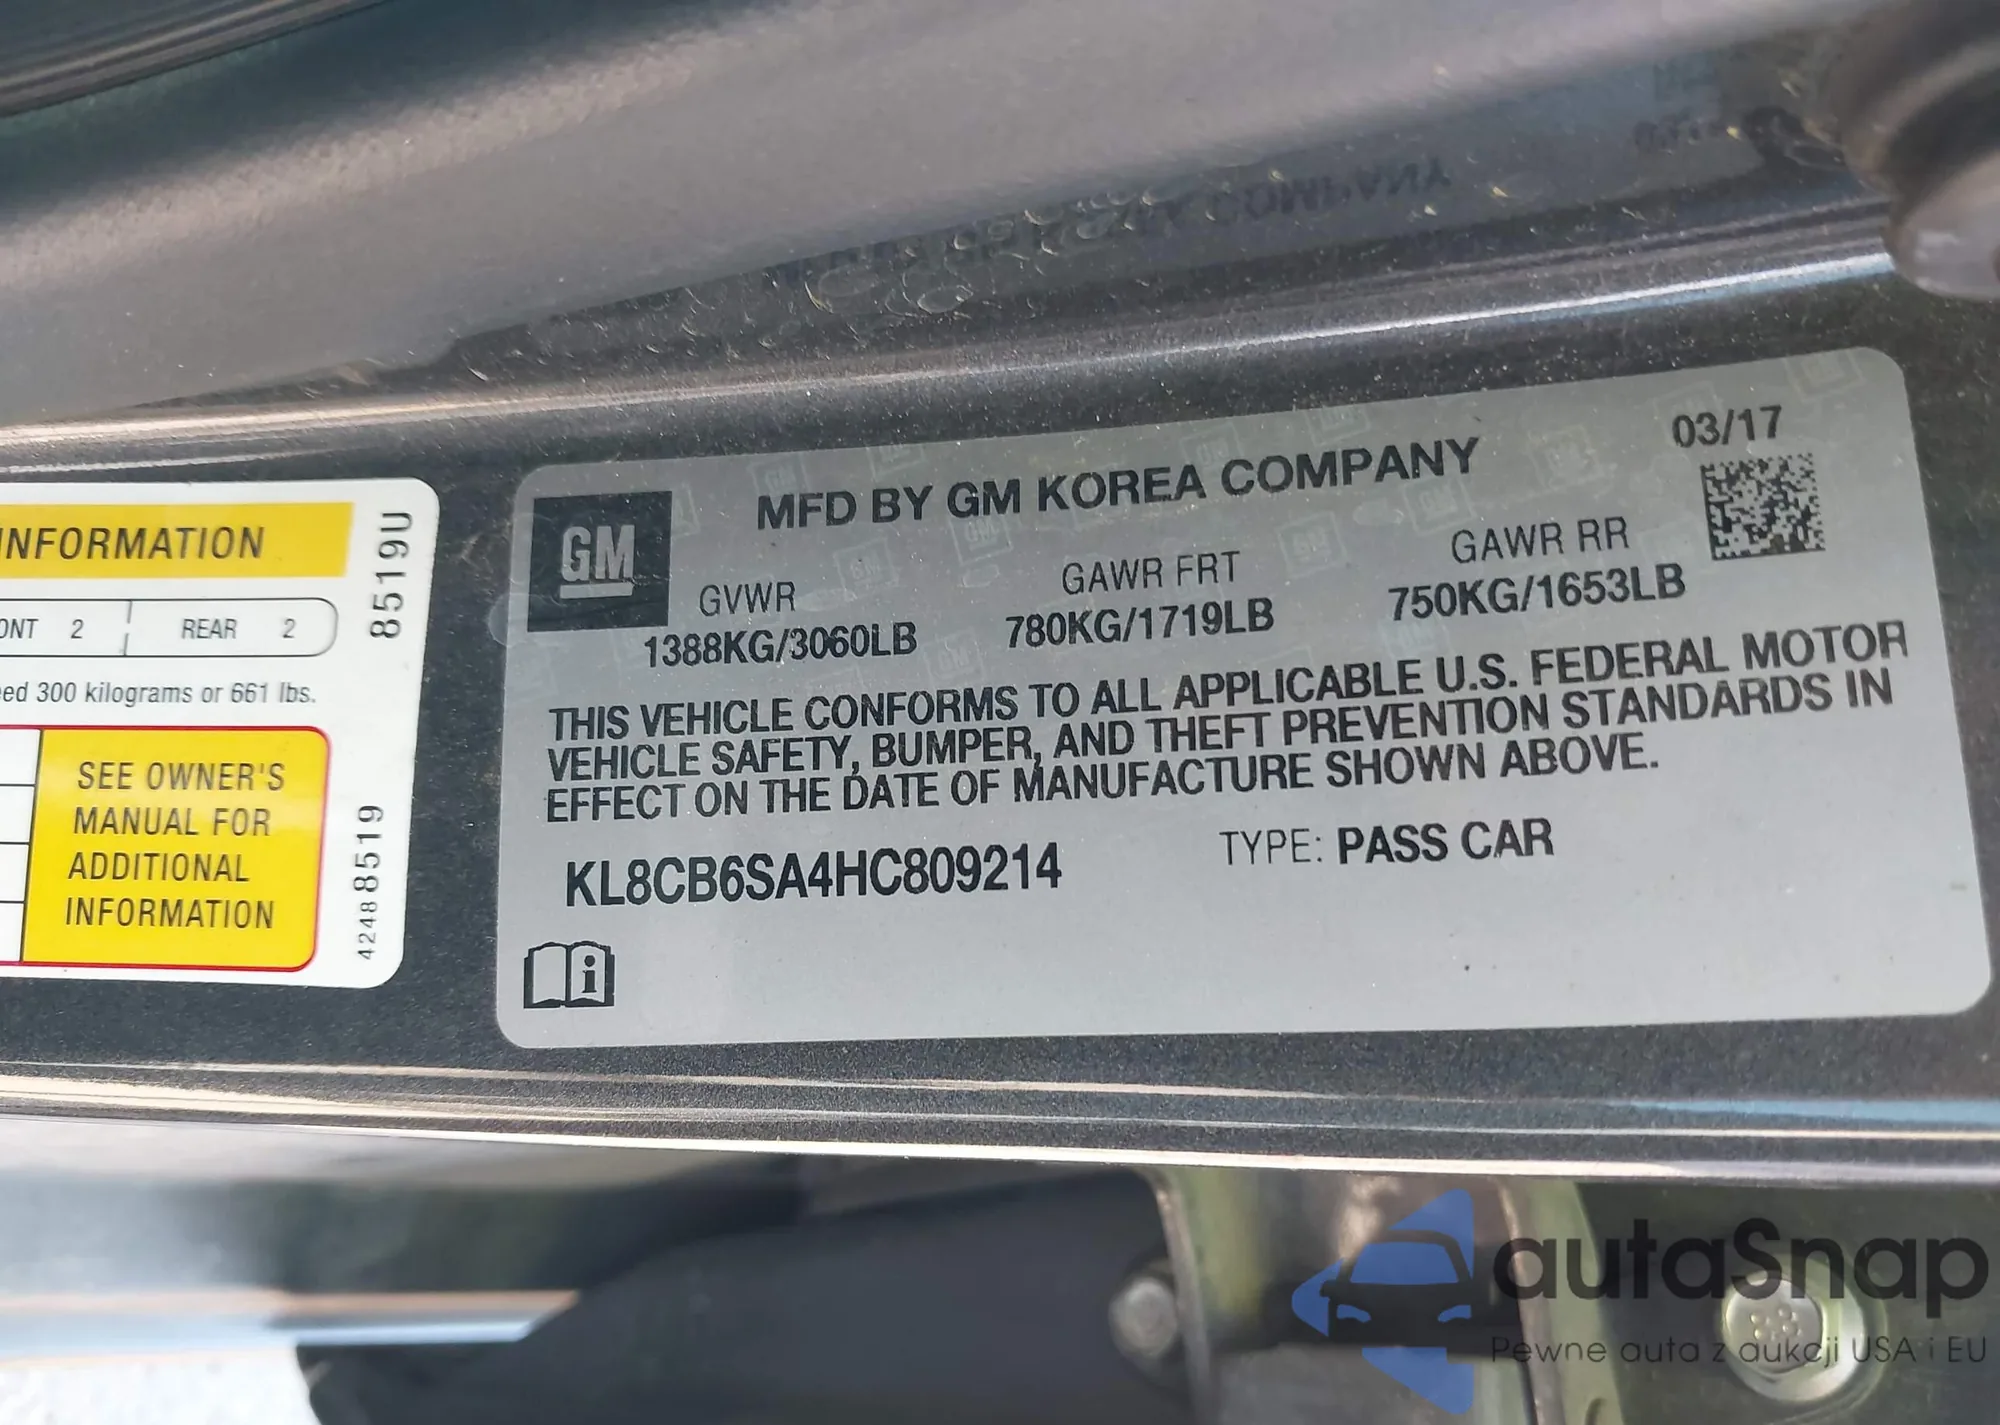 INFORMATION
ONT 2 REAR 2
eed 300 kilograms or 661 lbs.
SEE OWNER'S
MANUAL FOR
ADDITIONAL
INFORMATION
8519U
42488519
03/17
GM
MFD BY GM KOREA COMPANY
GVWR GAWR FRT GAWR RR
1388KG/3060LB 780KG/1719LB 750KG/1653LB
THIS VEHICLE CONFORMS TO ALL APPLICABLE U.S. FEDERAL MOTOR
VEHICLE SAFETY, BUMPER, AND THEFT PREVENTION STANDARDS IN
EFFECT ON THE DATE OF MANUFACTURE SHOWN ABOVE.
KL8CB6SA4HC809214 TYPE: PASS CAR
i
autaSnap
Pewne auta z aukcji USA i EU